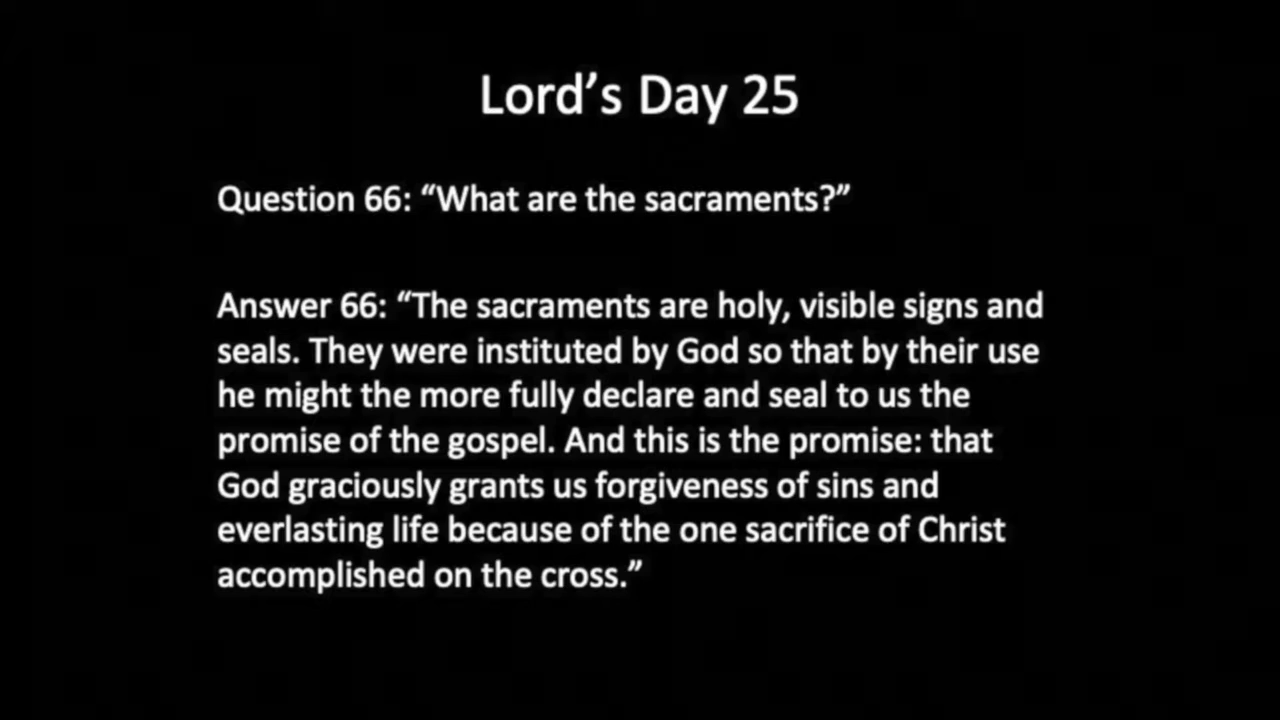 Lord’s Day 25
Question 66: “What are the sacraments?”
Answer 66: “The sacraments are holy, visible signs and
seals. They were instituted by God so that by their use
he might the more fully declare and seal to us the
promise of the gospel. And this is the promise: that
God graciously grants us forgiveness of sins and
everlasting life because of the one sacrifice of Christ
accomplished on the cross.”